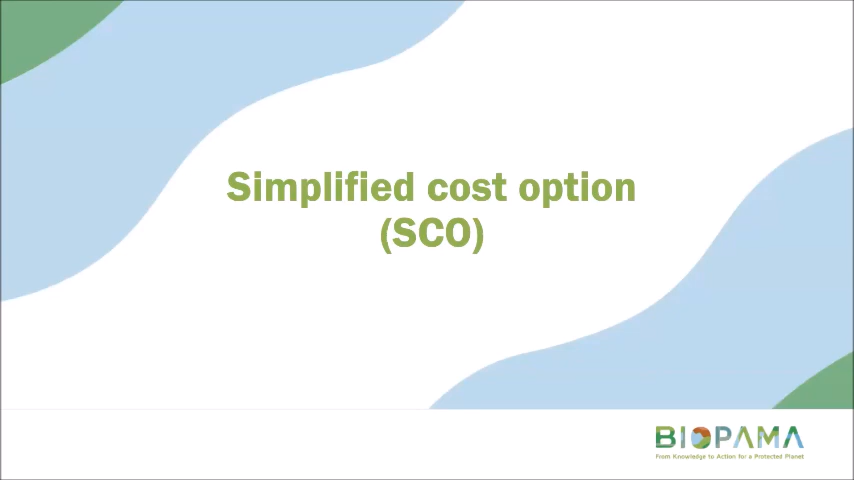 Simplified cost option
(SCO)
BIOPAMA
From Knowledge to Action for a Protected Planet